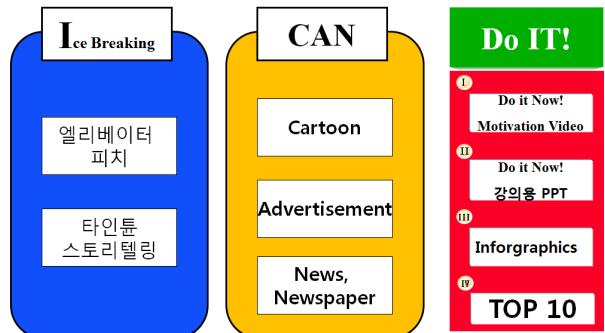 Ice Breaking
엘리베이터
피치
타인튠
스토리텔링
CAN
Cartoon
Advertisement
News,
Newspaper
Do IT!
I
Do it Now!
Motivation Video
II
Do it Now!
강의용 PPT
III
Inforgraphics
IV
TOP 10